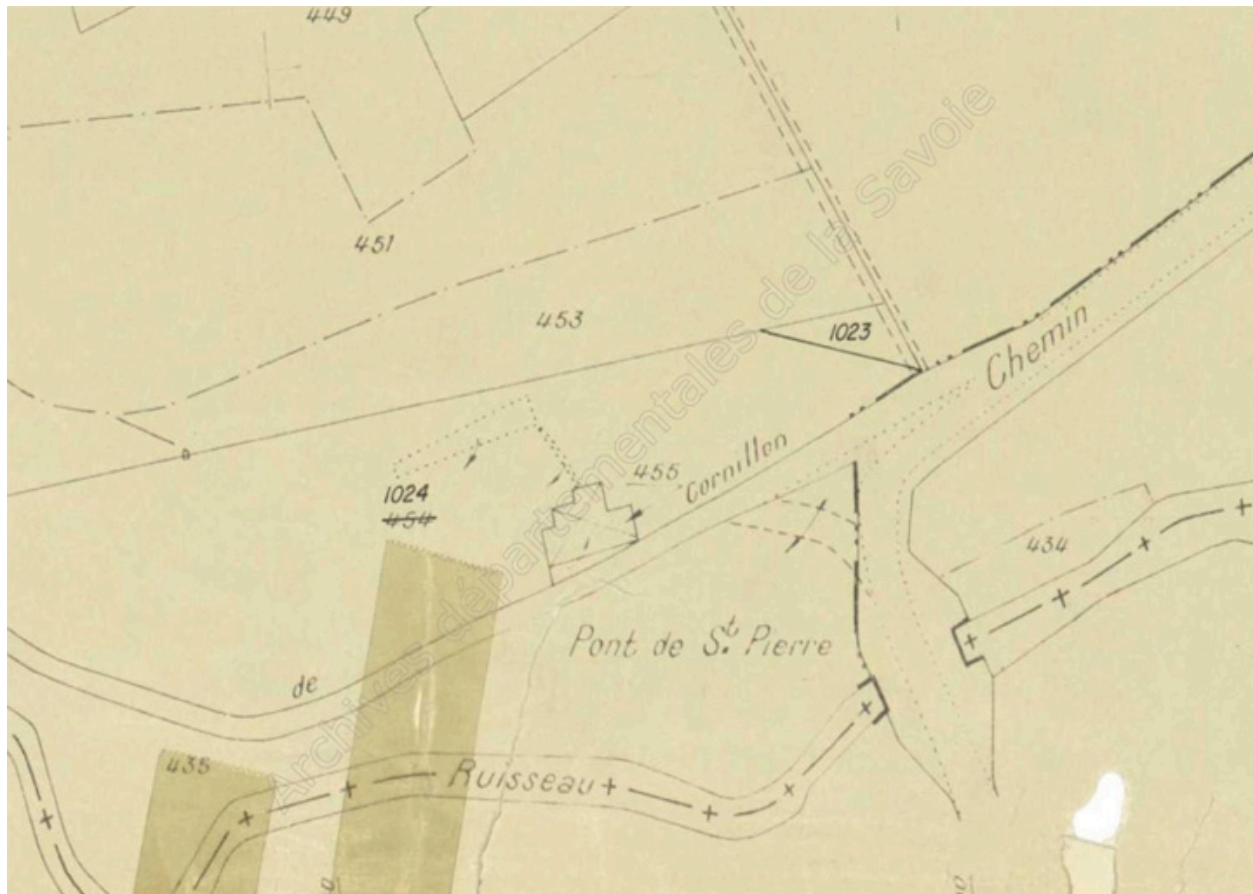 449
451
453
1023
Chemin
1024
454
455
Cornillon
434
Pont de S.t Pierre
de
435
Ruisseau
Archives départementales de la Savoie